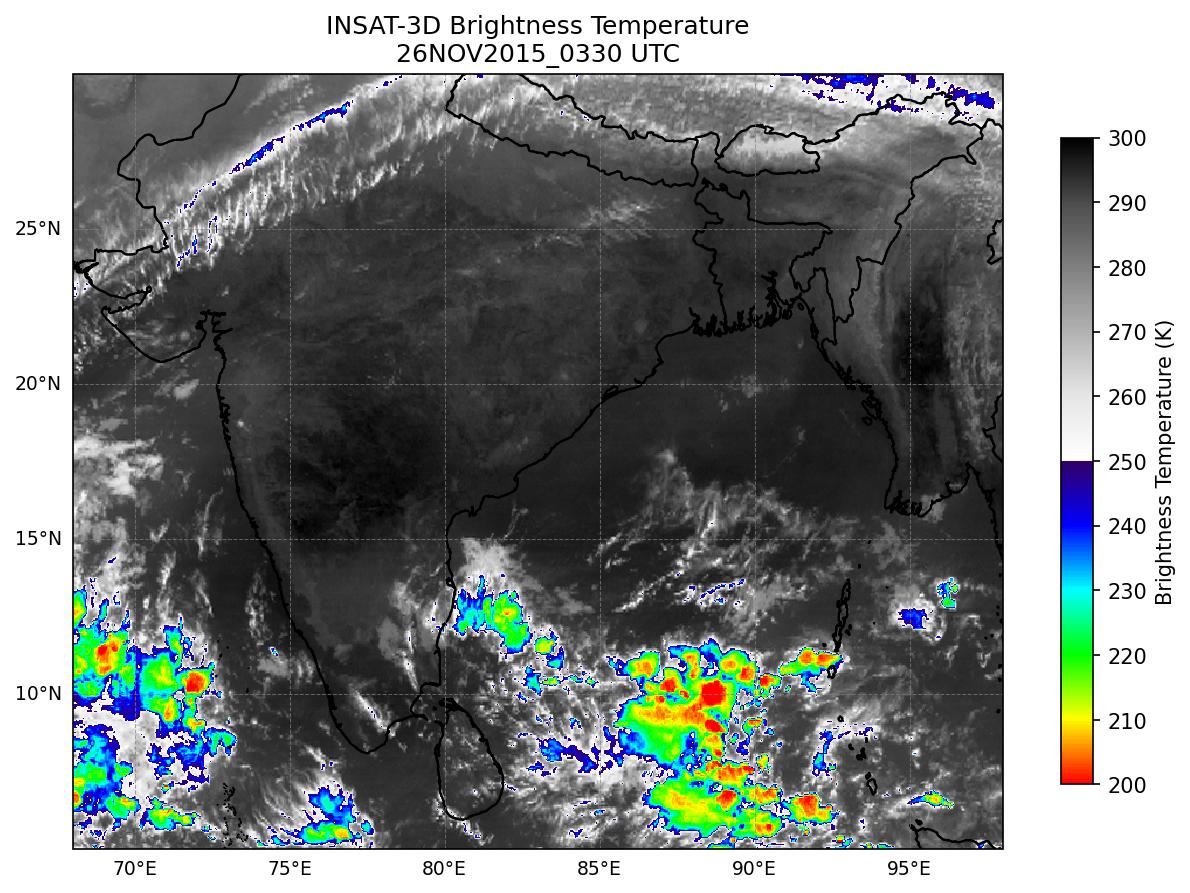 INSAT-3D Brightness Temperature
26NOV2015_0330 UTC
25°N
20°N
15°N
10°N
70°E
75°E
80°E
85°E
90°E
95°E
300
290
280
270
260
250
240
230
220
210
200
Brightness Temperature (K)